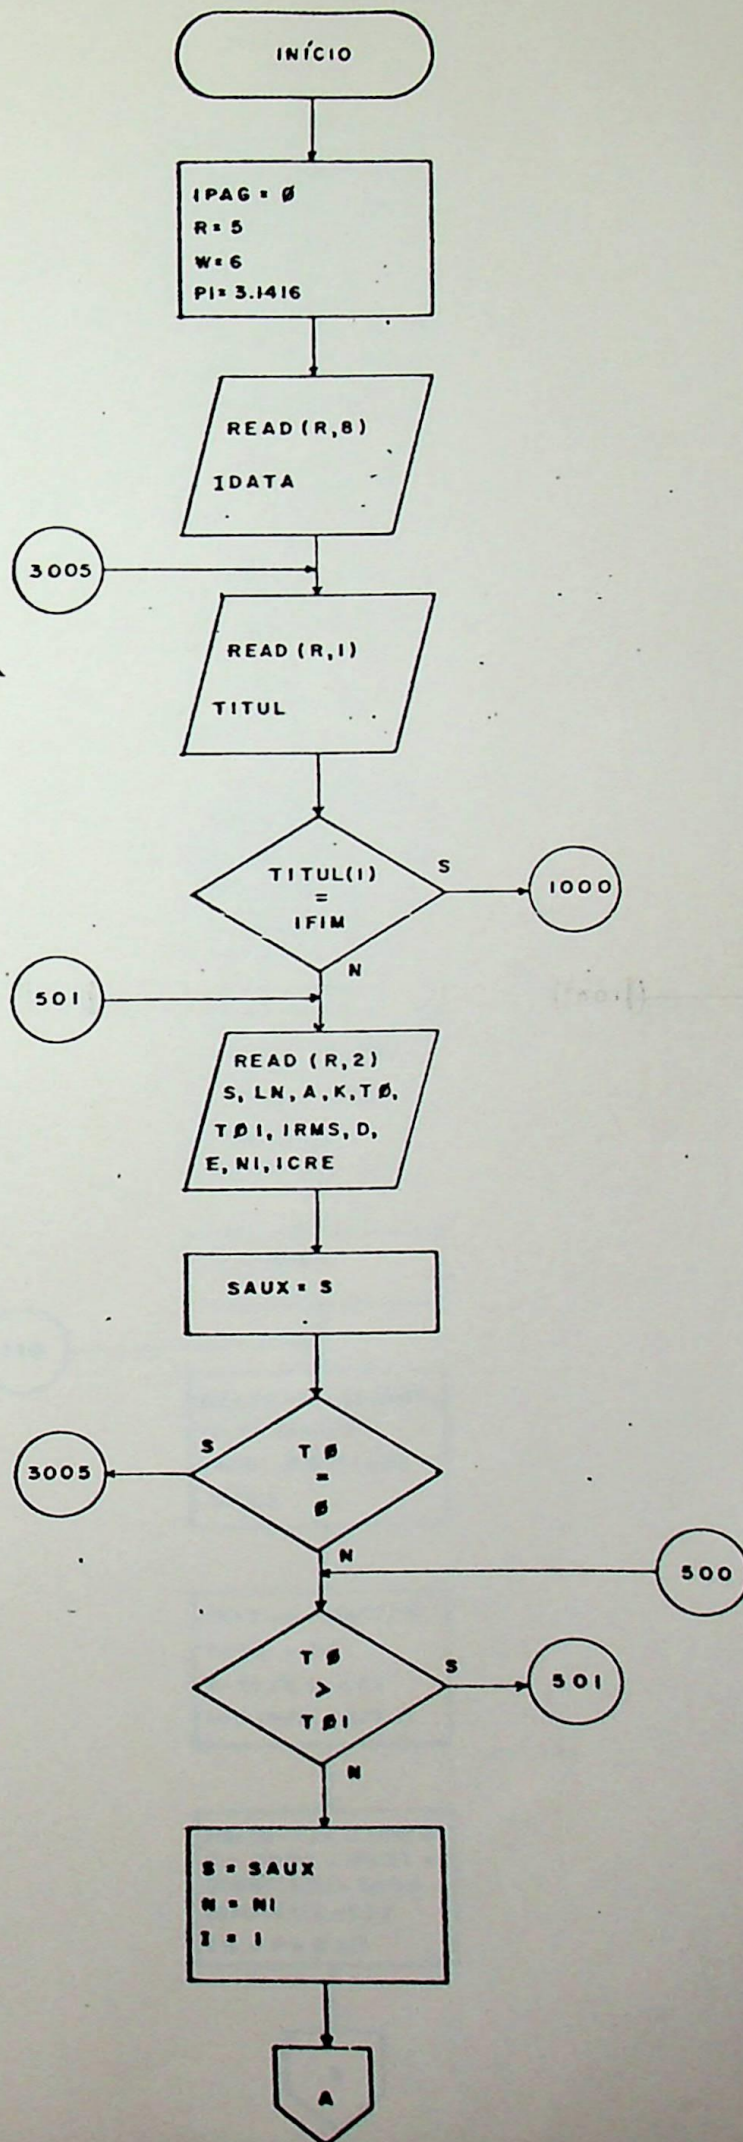 INÍCIO
IPAG = Ø
R = 5
W = 6
PI = 3.1416
READ (R,8)
IDATA
3005
READ (R,1)
TITUL
TITUL(1)
=
IFIM
S
1000
N
501
READ (R,2)
S, LN, A, K, TØ,
TØ1, IRMS, D,
E, NI, ICRE
SAUX = S
S
3005
TØ
=
Ø
N
500
TØ
>
TØ1
S
501
N
S = SAUX
N = NI
I = 1
A